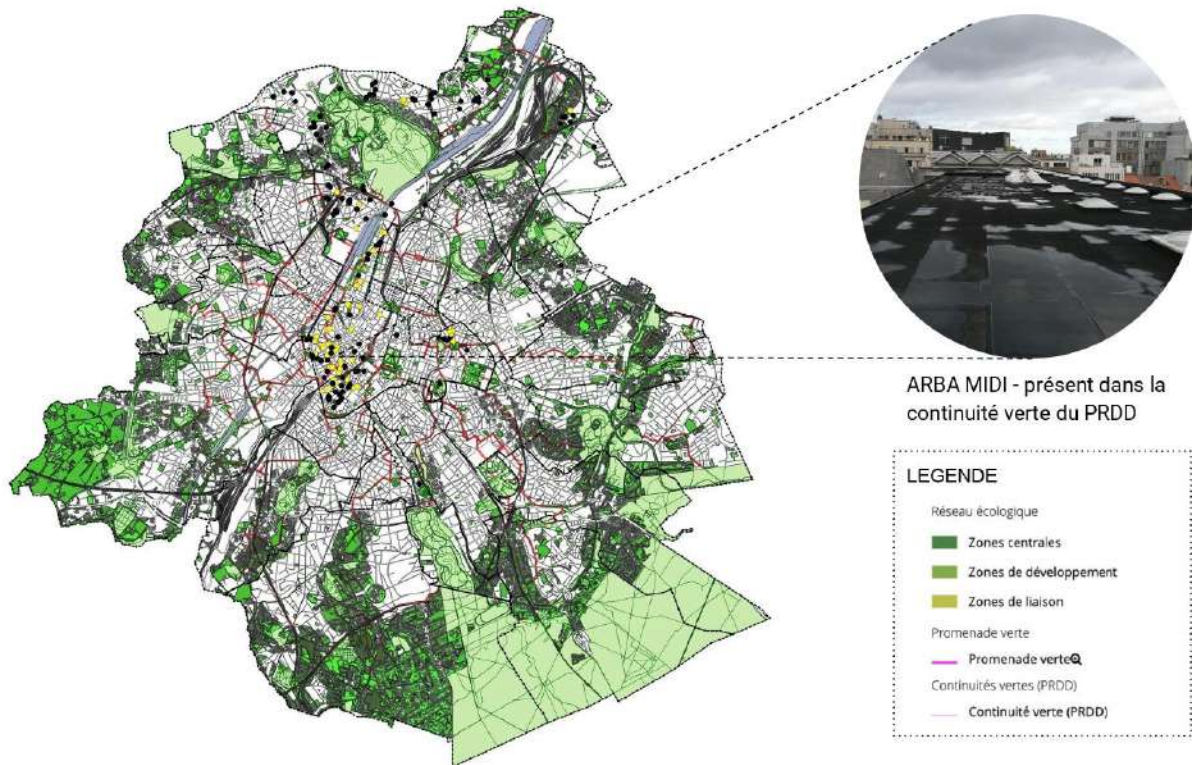 ARBA MIDI - présent dans la
continuité verte du PRDD
LEGENDE
Réseau écologique
Zones centrales
Zones de développement
Zones de liaison
Promenade verte
Promenade verte
Continuités vertes (PRDD)
Continuité verte (PRDD)